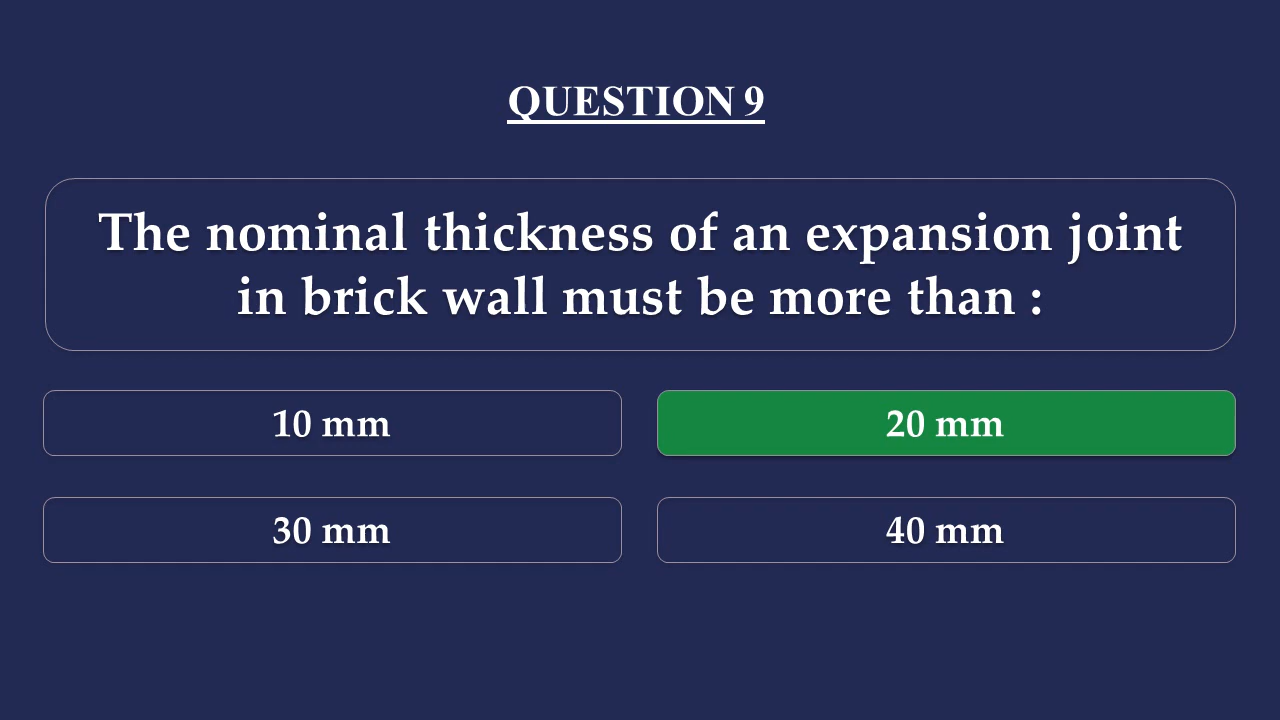 QUESTION 9
The nominal thickness of an expansion joint
in brick wall must be more than :
10 mm
20 mm
30 mm
40 mm